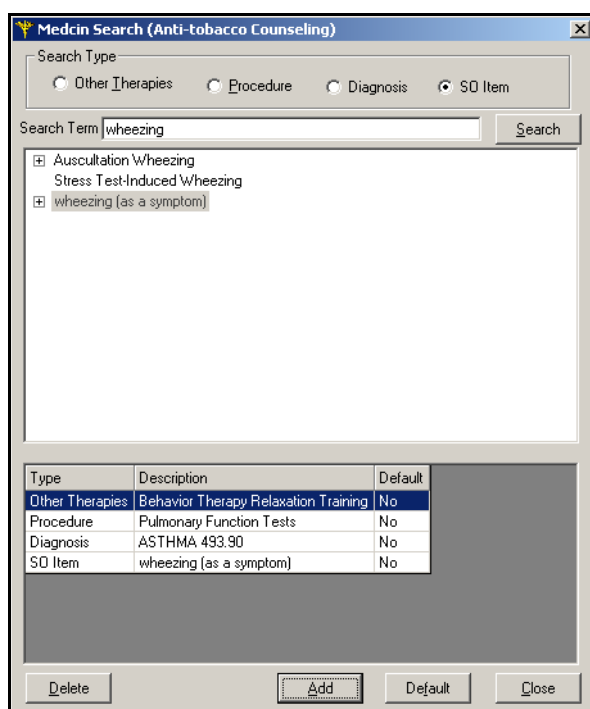 Medcin Search (Anti-tobacco Counseling)
Search Type
Other Therapies Procedure Diagnosis SO Item
Search Term wheezing Search
Auscultation Wheezing
Stress Test-Induced Wheezing
wheezing (as a symptom)
Type Description Default
Other Therapies Behavior Therapy Relaxation Training No
Procedure Pulmonary Function Tests No
Diagnosis ASTHMA 493.90 No
SO Item wheezing (as a symptom) No
Delete Add Default Close